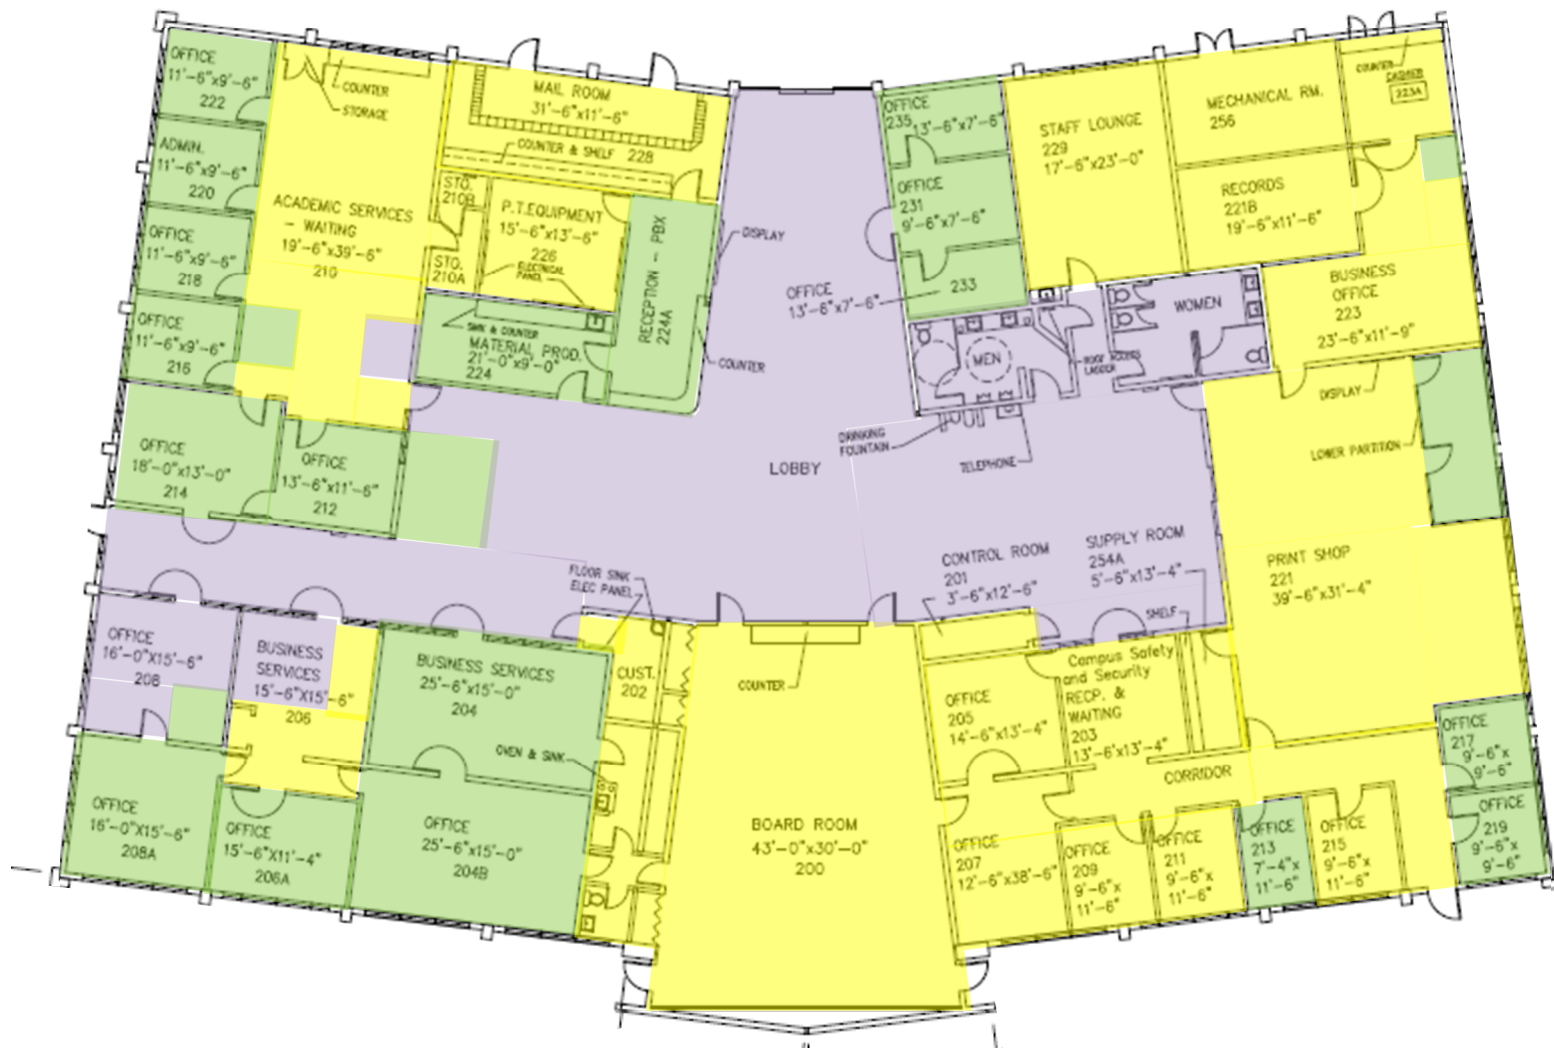 OFFICE
11'-6"x9'-6"
222
COUNTER
STORAGE
ADMIN.
11'-6"x9'-6"
220
OFFICE
11'-6"x9'-6"
218
OFFICE
11'-6"x9'-6"
216
ACADEMIC SERVICES
- WAITING
19'-6"x39'-6"
210
MAIL ROOM
31'-6"x11'-6"
COUNTER & SHELF
228
STO.
210B
STO.
210A
P.T.EQUIPMENT
15'-6"x13'-6"
226
ELECTRICAL
PANEL
RECEPTION - PBX
224A
SINK & COUNTER
MATERIAL PROD.
21'-0"x9'-0"
224
DISPLAY
COUNTER
OFFICE
13'-6"x7'-6"
233
OFFICE
235
13'-6"x7'-6"
OFFICE
231
9'-6"x7'-6"
STAFF LOUNGE
229
17'-6"x23'-0"
MECHANICAL RM.
256
COUNTER
CASHIER
223A
RECORDS
221B
19'-6"x11'-6"
BUSINESS
OFFICE
223
23'-6"x11'-9"
WOMEN
MEN
ROOF ACCESS
LADDER
DRINKING
FOUNTAIN
TELEPHONE
LOBBY
DISPLAY
LOWER PARTITION
OFFICE
18'-0"x13'-0"
214
OFFICE
13'-6"x11'-6"
212
FLOOR SINK
ELEC PANEL
CONTROL ROOM
201
3'-6"x12'-6"
SUPPLY ROOM
254A
5'-6"x13'-4"
SHELF
PRINT SHOP
221
39'-6"x31'-4"
OFFICE
16'-0"X15'-6"
208
BUSINESS
SERVICES
15'-6"X15'-6"
206
BUSINESS SERVICES
25'-6"x15'-0"
204
CUST.
202
OVEN & SINK
COUNTER
OFFICE
205
14'-6"x13'-4"
Campus Safety
and Security
RECP. &
WAITING
203
13'-6"x13'-4"
CORRIDOR
OFFICE
217
9'-6"x
9'-6"
OFFICE
219
9'-6"x
9'-6"
OFFICE
16'-0"X15'-6"
208A
OFFICE
15'-6"X11'-4"
206A
OFFICE
25'-6"x15'-0"
204B
BOARD ROOM
43'-0"x30'-0"
200
OFFICE
207
12'-6"x38'-6"
OFFICE
209
9'-6"x
11'-6"
OFFICE
211
9'-6"x
11'-6"
OFFICE
213
7'-4"x
11'-6"
OFFICE
215
9'-6"x
11'-6"